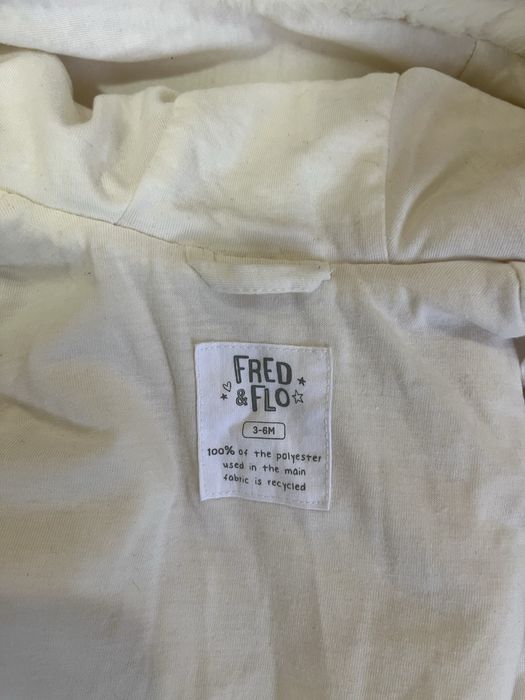 FRED
& FLO
3-6M
100% of the polyester
used in the main
fabric is recycled